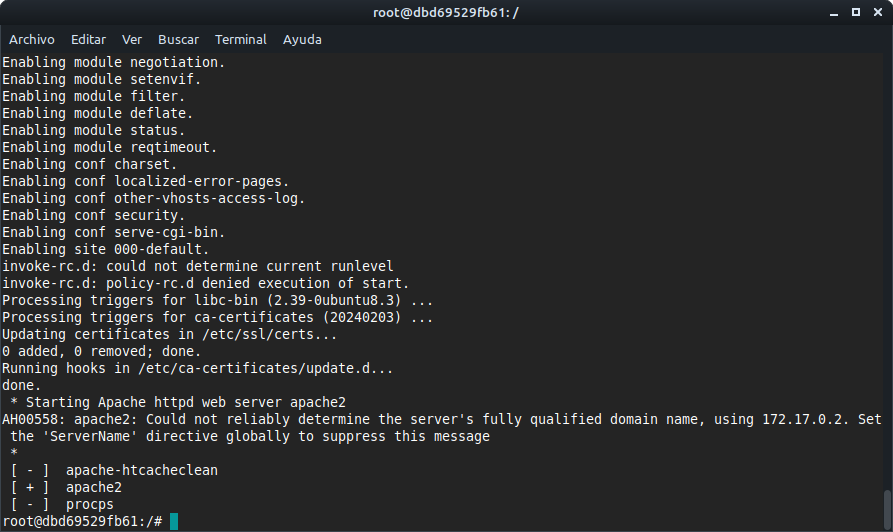 root@dbd69529fb61: /
Archivo Editar Ver Buscar Terminal Ayuda
Enabling module negotiation.
Enabling module setenvif.
Enabling module filter.
Enabling module deflate.
Enabling module status.
Enabling module reqtimeout.
Enabling conf charset.
Enabling conf localized-error-pages.
Enabling conf other-vhosts-access-log.
Enabling conf security.
Enabling conf serve-cgi-bin.
Enabling site 000-default.
invoke-rc.d: could not determine current runlevel
invoke-rc.d: policy-rc.d denied execution of start.
Processing triggers for libc-bin (2.39-0ubuntu8.3) ...
Processing triggers for ca-certificates (20240203) ...
Updating certificates in /etc/ssl/certs...
0 added, 0 removed; done.
Running hooks in /etc/ca-certificates/update.d...
done.
 * Starting Apache httpd web server apache2
AH00558: apache2: Could not reliably determine the server's fully qualified domain name, using 172.17.0.2. Set
 the 'ServerName' directive globally to suppress this message
 *
 [ - ]  apache-htcacheclean
 [ + ]  apache2
 [ - ]  procps
root@dbd69529fb61:/#